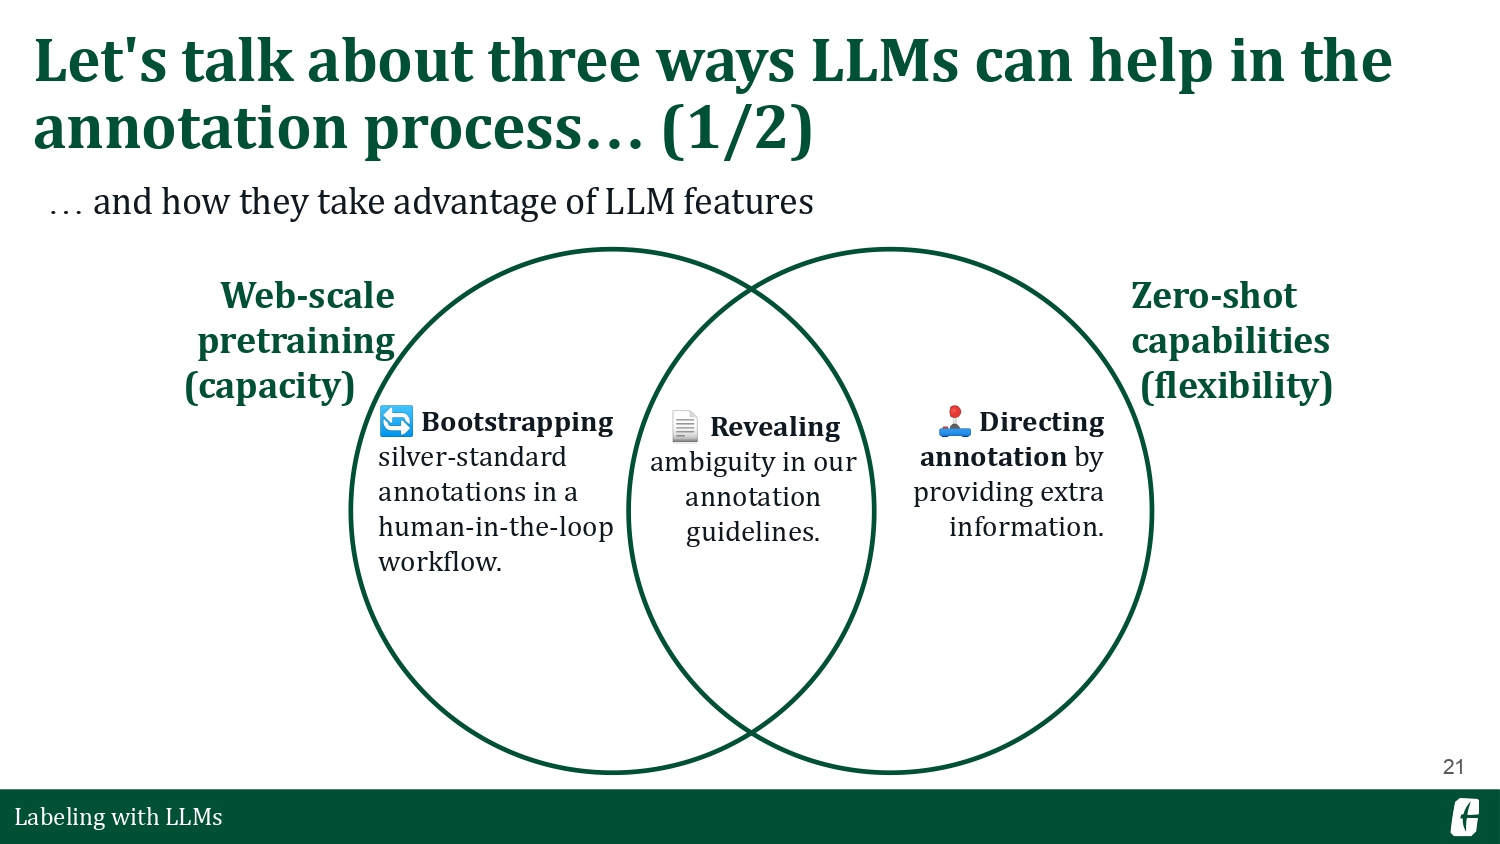 Let's talk about three ways LLMs can help in the
annotation process… (1/2)
… and how they take advantage of LLM features
Web-scale
pretraining
(capacity)
Zero-shot
capabilities
(flexibility)
Bootstrapping
silver-standard
annotations in a
human-in-the-loop
workflow.
Revealing
ambiguity in our
annotation
guidelines.
Directing
annotation by
providing extra
information.
21
Labeling with LLMs